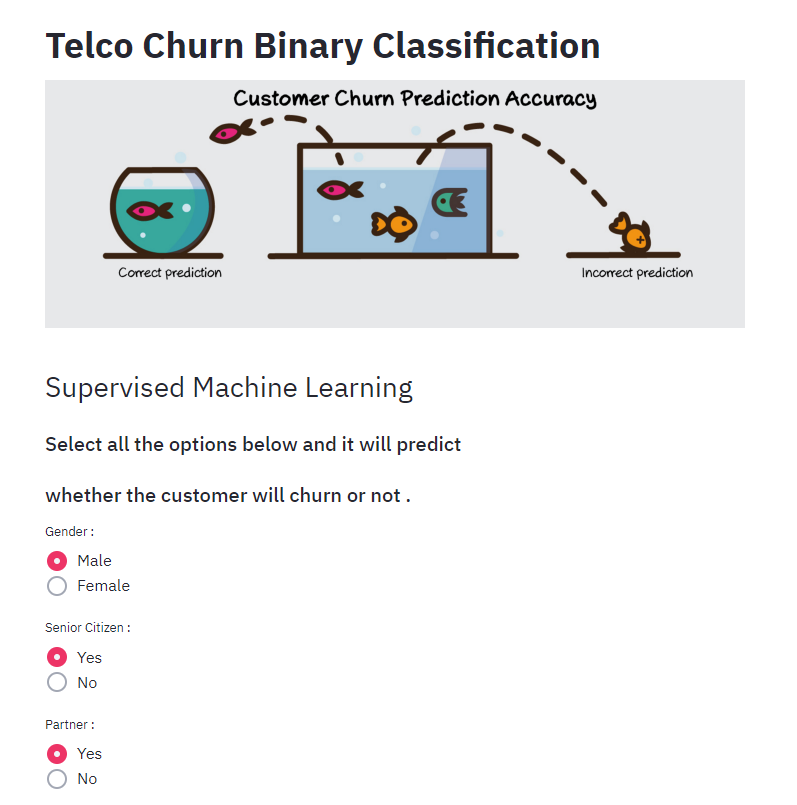 Telco Churn Binary Classification
Customer Churn Prediction Accuracy
Correct prediction
Incorrect prediction
Supervised Machine Learning
Select all the options below and it will predict
whether the customer will churn or not .
Gender :
Male
Female
Senior Citizen :
Yes
No
Partner :
Yes
No